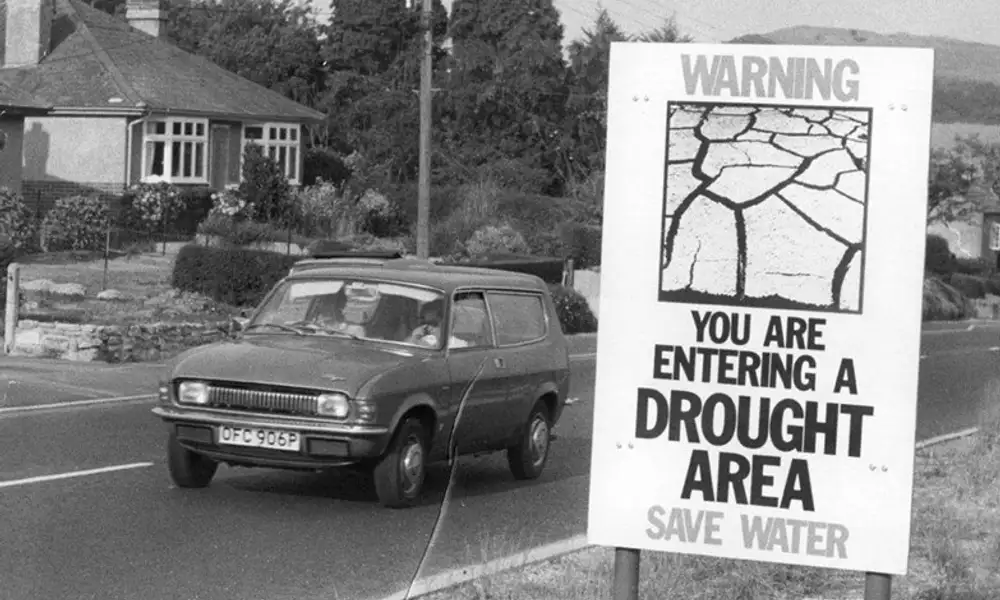 WARNING
YOU ARE
ENTERING A
DROUGHT
AREA
SAVE WATER
OFC 906P